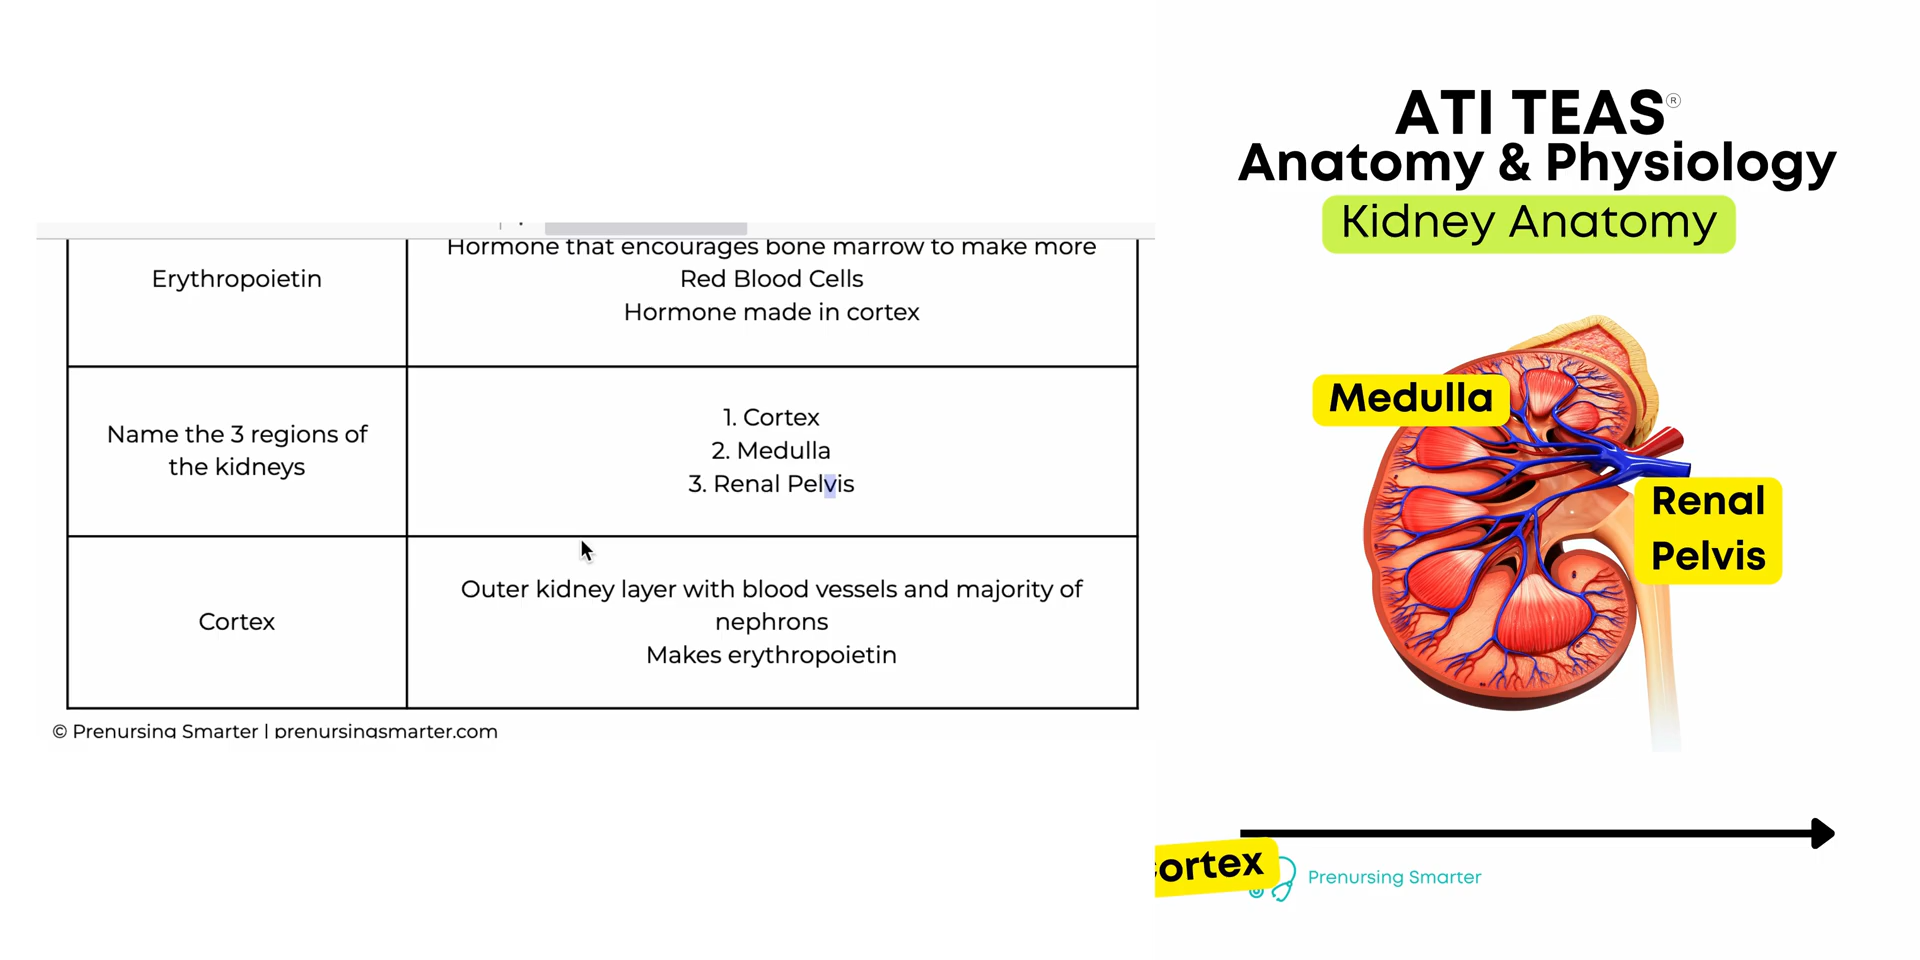 Hormone that encourages bone marrow to make more
Erythropoietin
Red Blood Cells
Hormone made in cortex
Name the 3 regions of
the kidneys
1. Cortex
2. Medulla
3. Renal Pelvis
Cortex
Outer kidney layer with blood vessels and majority of
nephrons
Makes erythropoietin
© Prenursing Smarter | prenursingsmarter.com
ATI TEAS®
Anatomy & Physiology
Kidney Anatomy
Medulla
Renal
Pelvis
ortex
Prenursing Smarter